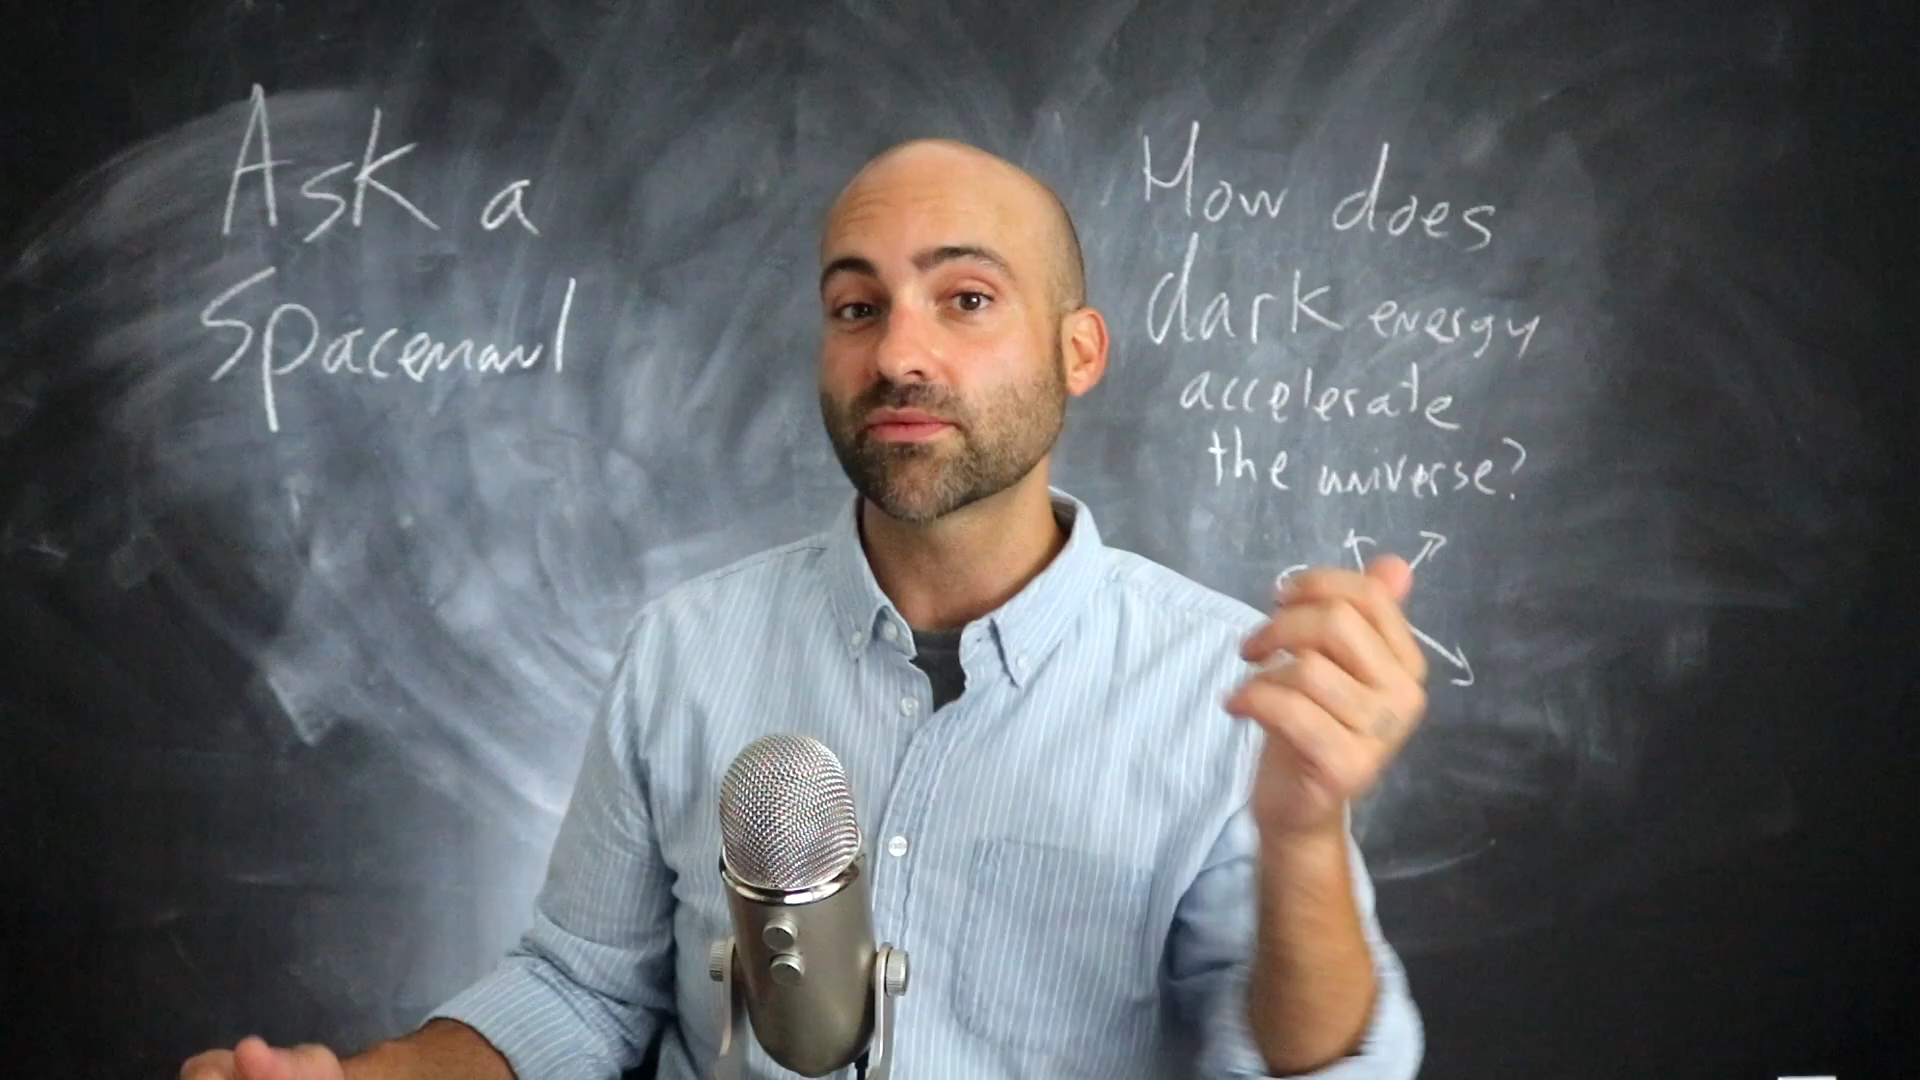 Ask a
Spaceman!
How does
dark energy
accelerate
the universe?